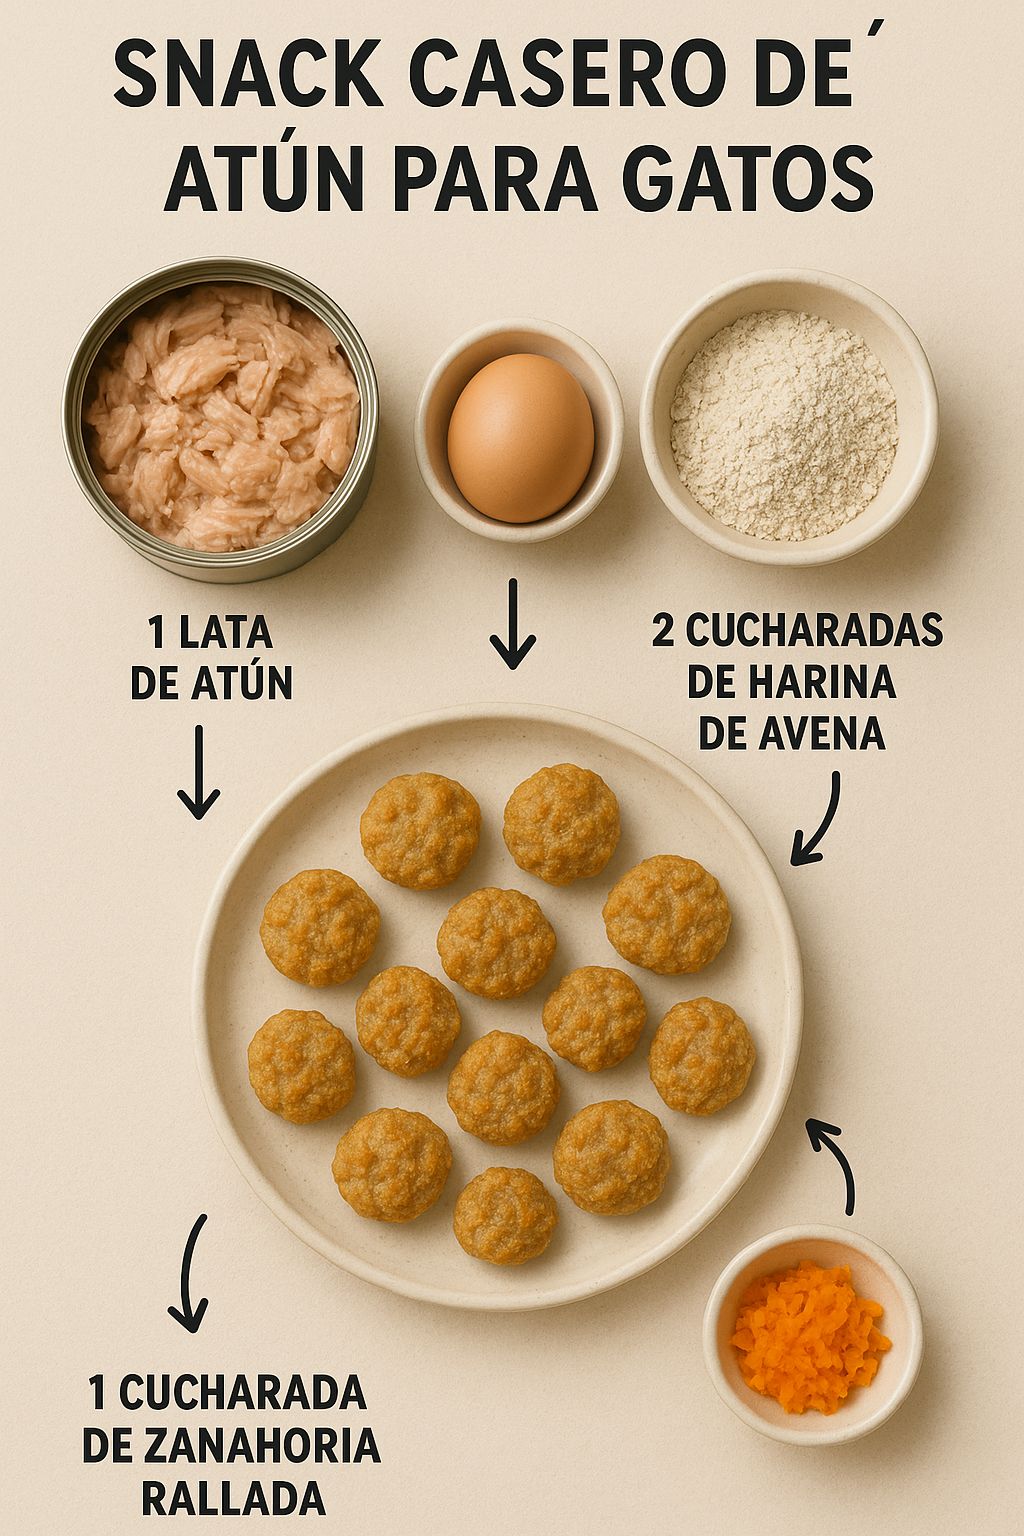 SNACK CASERO DE´
ATÚN PARA GATOS
1 LATA
DE ATÚN
2 CUCHARADAS
DE HARINA
DE AVENA
1 CUCHARADA
DE ZANAHORIA
RALLADA